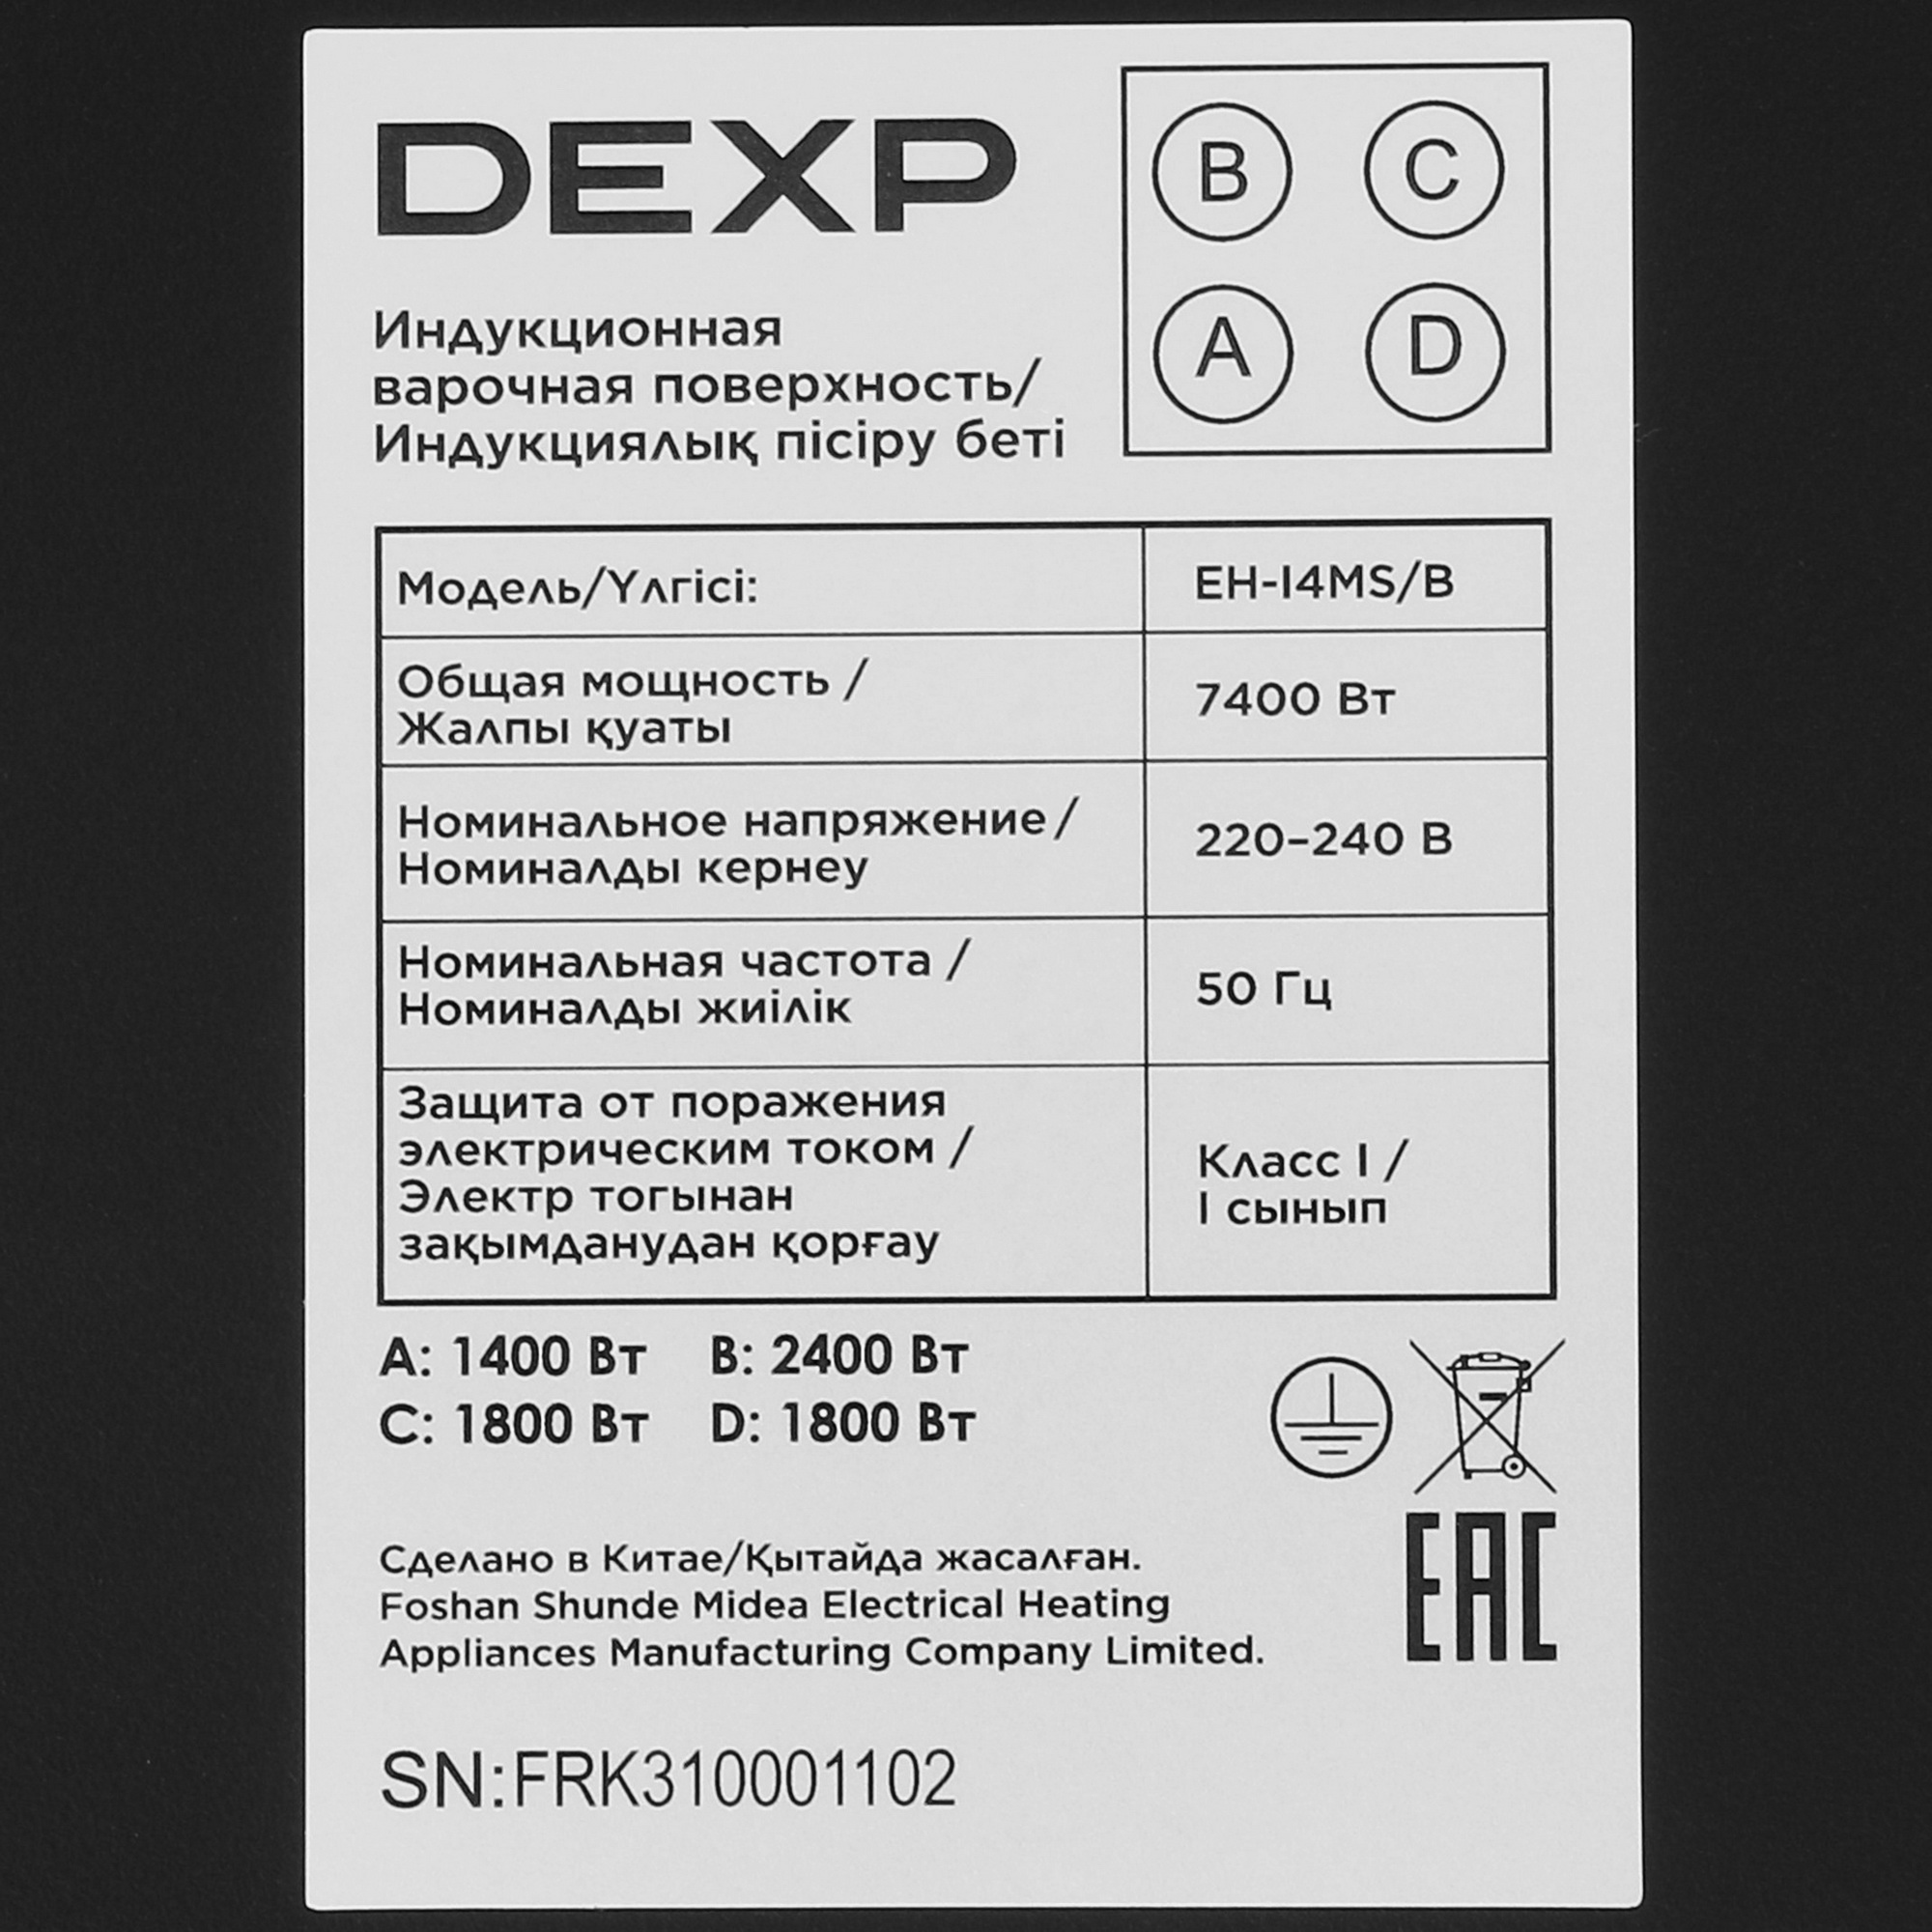 DEXP
B C
A D
Индукционная
варочная поверхность/
Индукциялық пісіру беті
Модель/Үлгісі: EH-I4MS/B
Общая мощность /
Жалпы қуаты
7400 Вт
Номинальное напряжение/
Номиналды кернеу
220–240 В
Номинальная частота /
Номиналды жиілік
50 Гц
Защита от поражения
электрическим током /
Электр тогынан
зақымданудан қорғау
Класс I /
I сынып
A: 1400 Вт B: 2400 Вт
C: 1800 Вт D: 1800 Вт
Сделано в Китае/Қытайда жасалған.
Foshan Shunde Midea Electrical Heating
Appliances Manufacturing Company Limited.
EAC
SN:FRK310001102